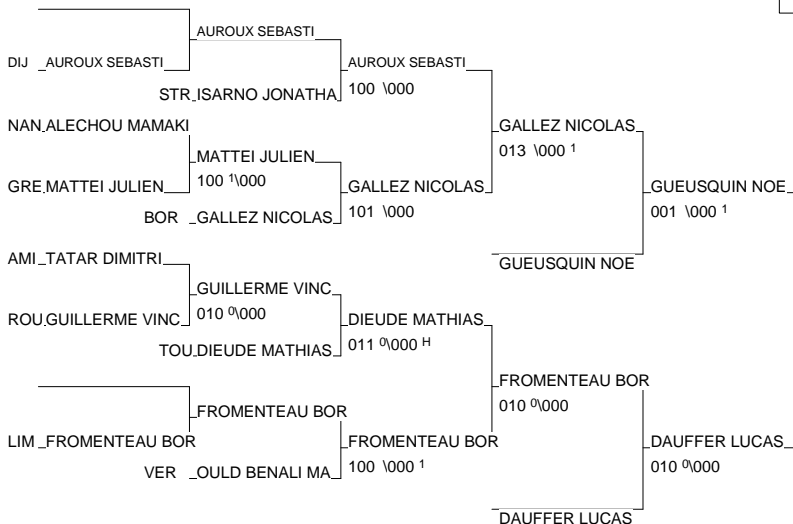 AUROUX SEBASTI
DIJ AUROUX SEBASTI AUROUX SEBASTI
STR ISARNO JONATHA 100 \000
NAN ALECHOU MAMAKI GALLEZ NICOLAS
013 \000 ¹
MATTEI JULIEN
GRE MATTEI JULIEN 100 ¹\000 GALLEZ NICOLAS GUEUSQUIN NOE
BOR GALLEZ NICOLAS 101 \000 001 \000 ¹
AMI TATAR DIMITRI GUEUSQUIN NOE
GUILLERME VINC
ROU GUILLERME VINC 010 ⁰\000 DIEUDE MATHIAS
TOU DIEUDE MATHIAS 011 ⁰\000 ᴴ
FROMENTEAU BOR
010 ⁰\000
FROMENTEAU BOR
LIM FROMENTEAU BOR FROMENTEAU BOR DAUFFER LUCAS
VER OULD BENALI MA 100 \000 ¹ 010 ⁰\000
DAUFFER LUCAS